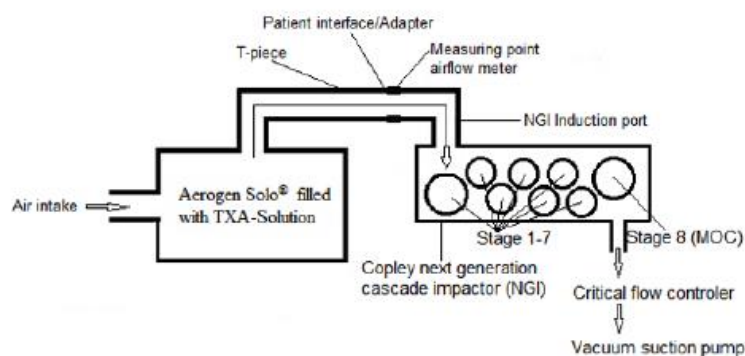 Patient interface/Adapter
T-piece
Measuring point
airflow meter
NGI Induction port
Air intake
Aerogen Solo® filled
with TXA-Solution
Stage 1-7
Stage 8 (MOC)
Copley next generation
cascade impactor (NGI)
Critical flow controler
Vacuum suction pump